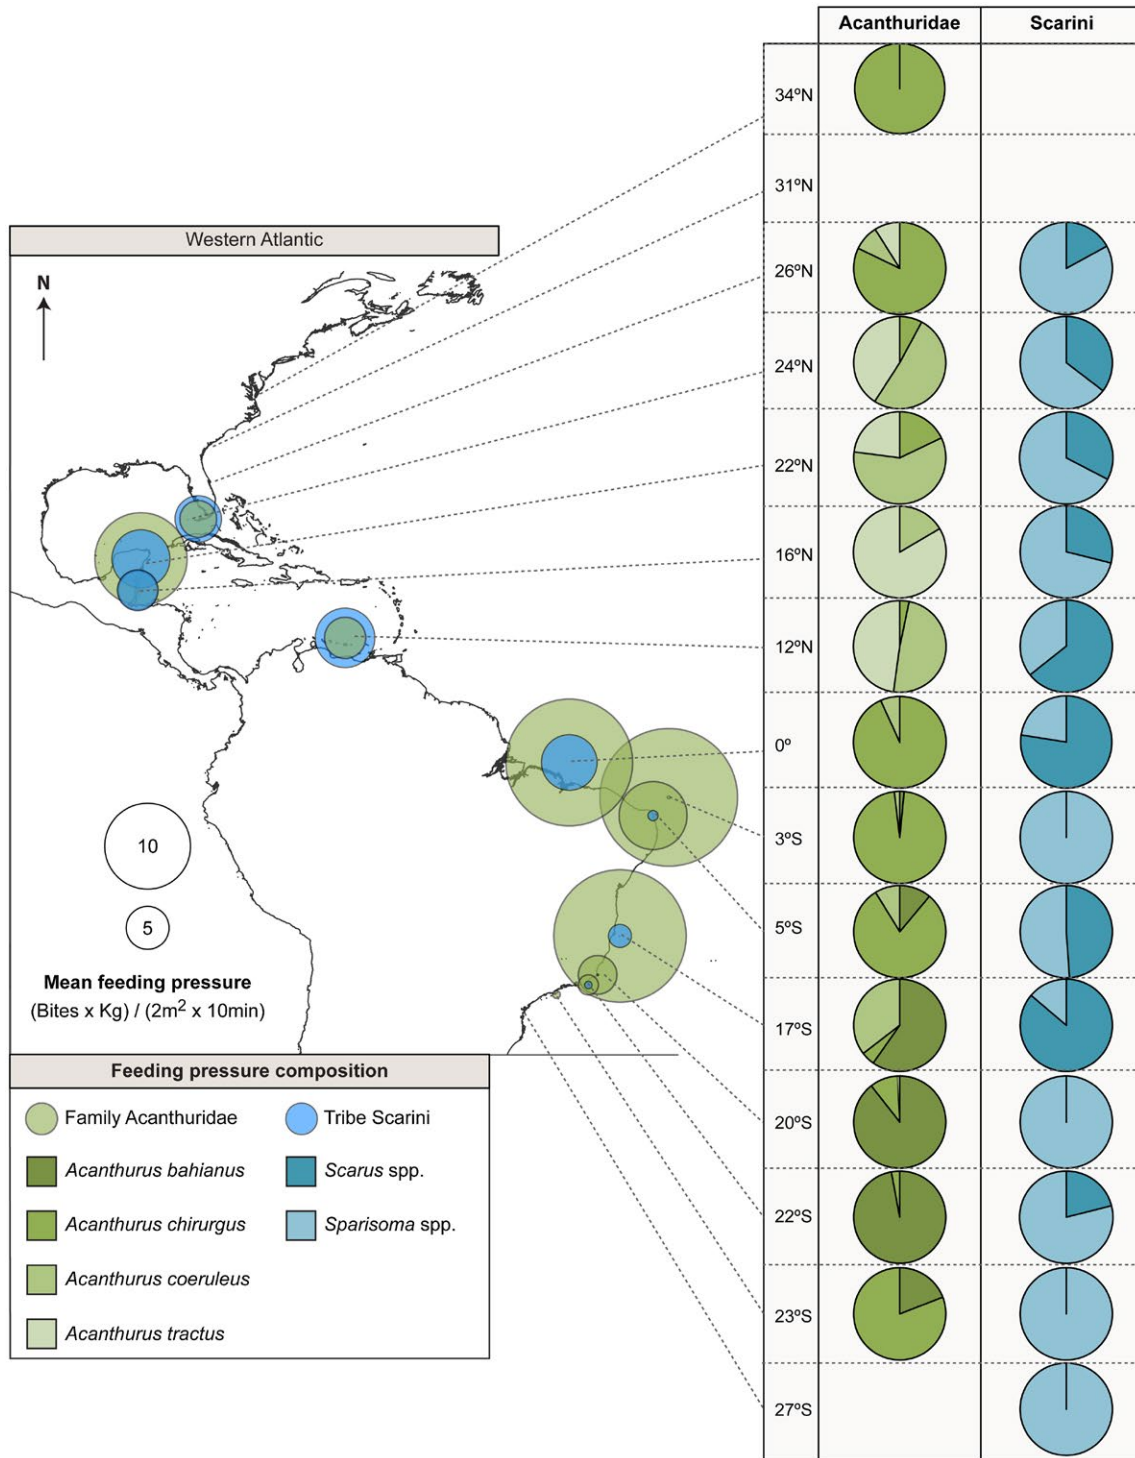 Acanthuridae Scarini
34ºN
31ºN
26ºN
24ºN
22ºN
16ºN
12ºN
0º
3ºS
5ºS
17ºS
20ºS
22ºS
23ºS
27ºS
Western Atlantic
N
10
5
Mean feeding pressure
(Bites x Kg) / (2m² x 10min)
Feeding pressure composition
Family Acanthuridae
Tribe Scarini
Acanthurus bahianus
Scarus spp.
Acanthurus chirurgus
Sparisoma spp.
Acanthurus coeruleus
Acanthurus tractus